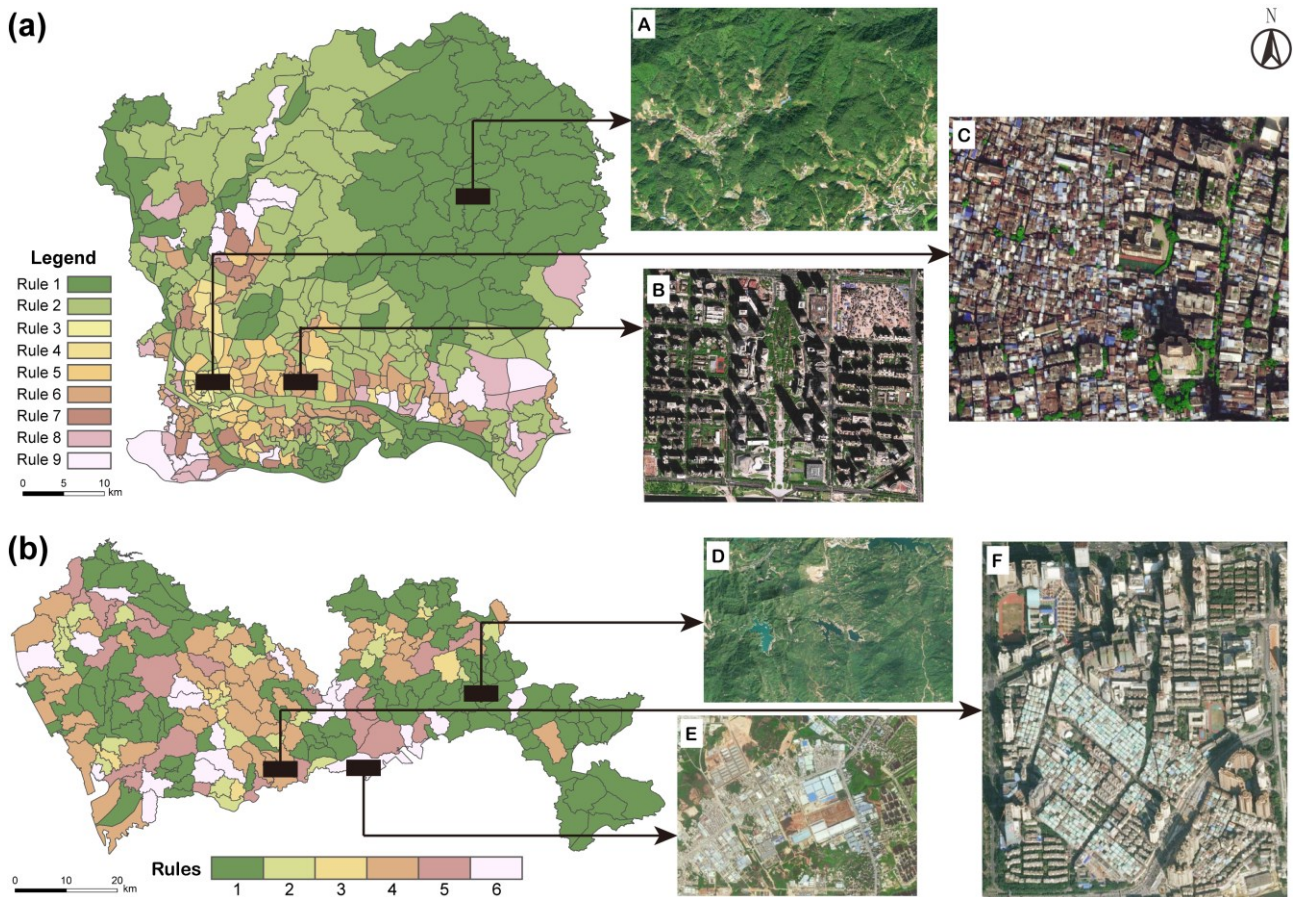 (a)
A
N
C
B
Legend
Rule 1
Rule 2
Rule 3
Rule 4
Rule 5
Rule 6
Rule 7
Rule 8
Rule 9
0 5 10
km
(b)
D
F
E
Rules
1 2 3 4 5 6
0 10 20
km